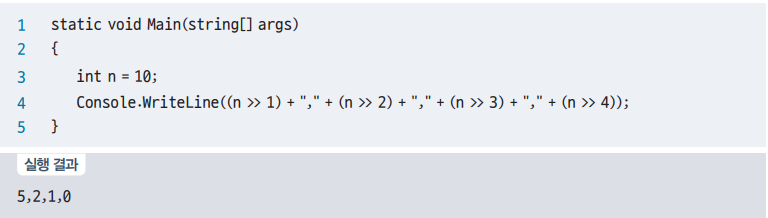 1 static void Main(string[] args)
2 {
3 int n = 10;
4 Console.WriteLine((n >> 1) + "," + (n >> 2) + "," + (n >> 3) + "," + (n >> 4));
5 }
실행 결과
5,2,1,0